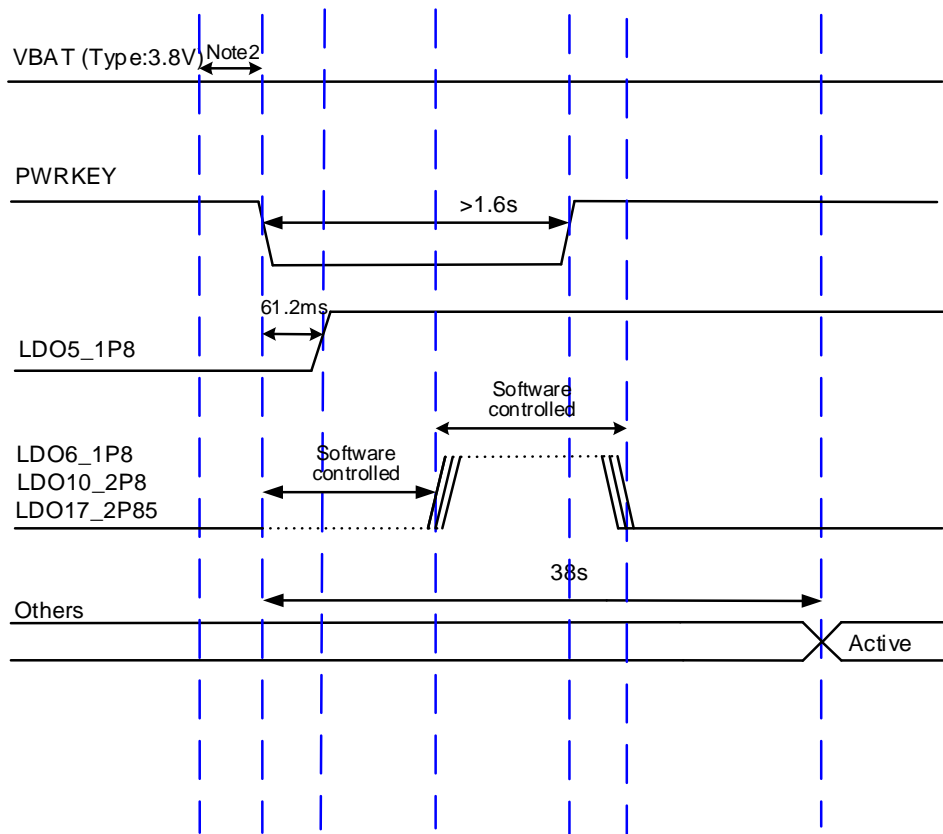 VBAT (Type:3.8V)
Note2
PWRKEY
>1.6s
61.2ms
LDO5_1P8
Software
controlled
LDO6_1P8
LDO10_2P8
LDO17_2P85
Software
controlled
38s
Others
Active